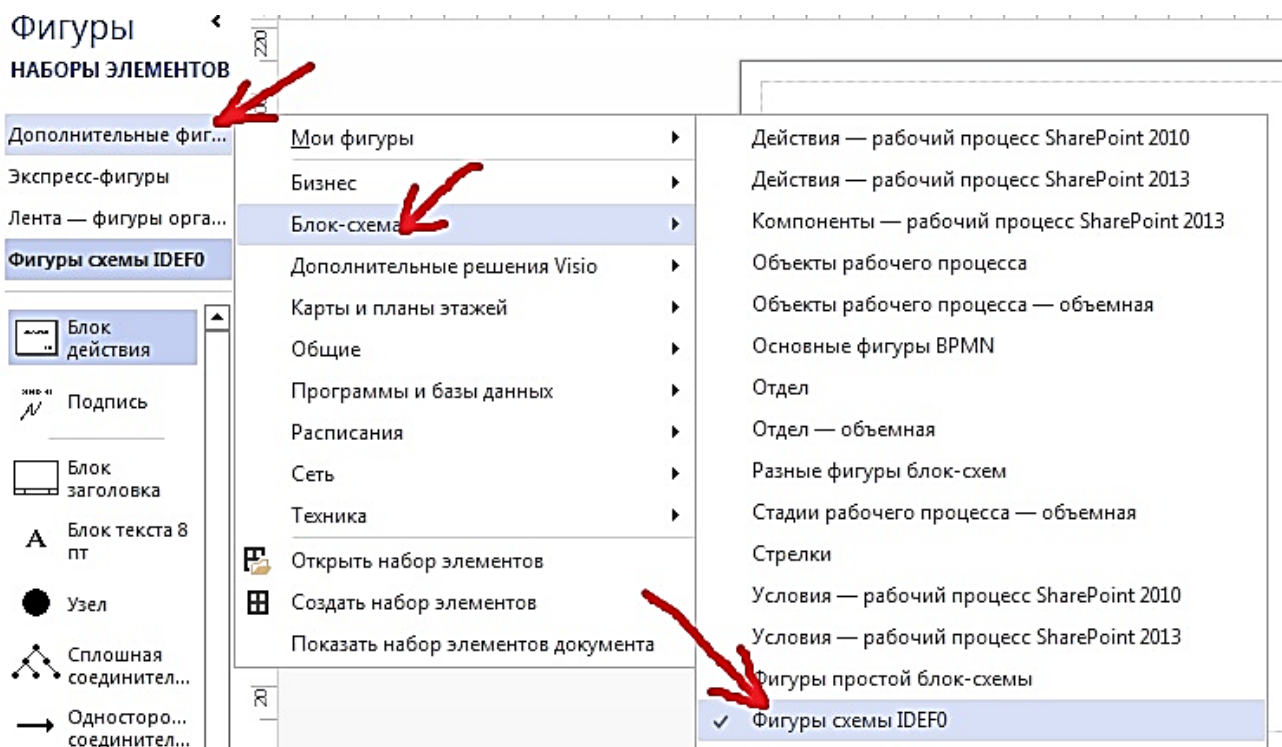 Фигуры
НАБОРЫ ЭЛЕМЕНТОВ
Дополнительные фиг...
Экспресс-фигуры
Лента — фигуры орга...
Фигуры схемы IDEF0
Блок
действия
Подпись
Блок
заголовка
A
Блок текста 8
пт
Узел
Сплошная
соединител...
Односторо...
соединител...
220
20
Мои фигуры
Бизнес
Блок-схема
Дополнительные решения Visio
Карты и планы этажей
Общие
Программы и базы данных
Расписания
Сеть
Техника
Открыть набор элементов
Создать набор элементов
Показать набор элементов документа
Действия — рабочий процесс SharePoint 2010
Действия — рабочий процесс SharePoint 2013
Компоненты — рабочий процесс SharePoint 2013
Объекты рабочего процесса
Объекты рабочего процесса — объемная
Основные фигуры BPMN
Отдел
Отдел — объемная
Разные фигуры блок-схем
Стадии рабочего процесса — объемная
Стрелки
Условия — рабочий процесс SharePoint 2010
Условия — рабочий процесс SharePoint 2013
Фигуры простой блок-схемы
Фигуры схемы IDEF0